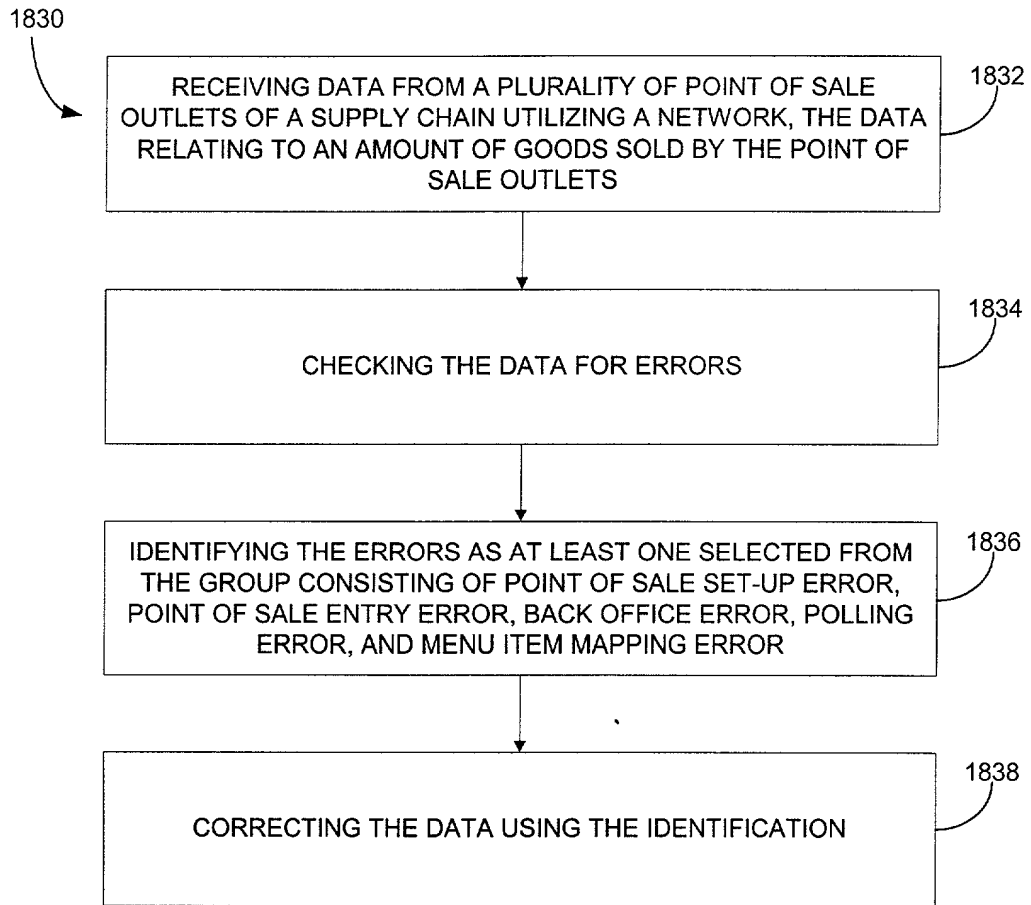 1830
RECEIVING DATA FROM A PLURALITY OF POINT OF SALE
OUTLETS OF A SUPPLY CHAIN UTILIZING A NETWORK, THE DATA
RELATING TO AN AMOUNT OF GOODS SOLD BY THE POINT OF
SALE OUTLETS
1832
CHECKING THE DATA FOR ERRORS
1834
IDENTIFYING THE ERRORS AS AT LEAST ONE SELECTED FROM
THE GROUP CONSISTING OF POINT OF SALE SET-UP ERROR,
POINT OF SALE ENTRY ERROR, BACK OFFICE ERROR, POLLING
ERROR, AND MENU ITEM MAPPING ERROR
1836
CORRECTING THE DATA USING THE IDENTIFICATION
1838